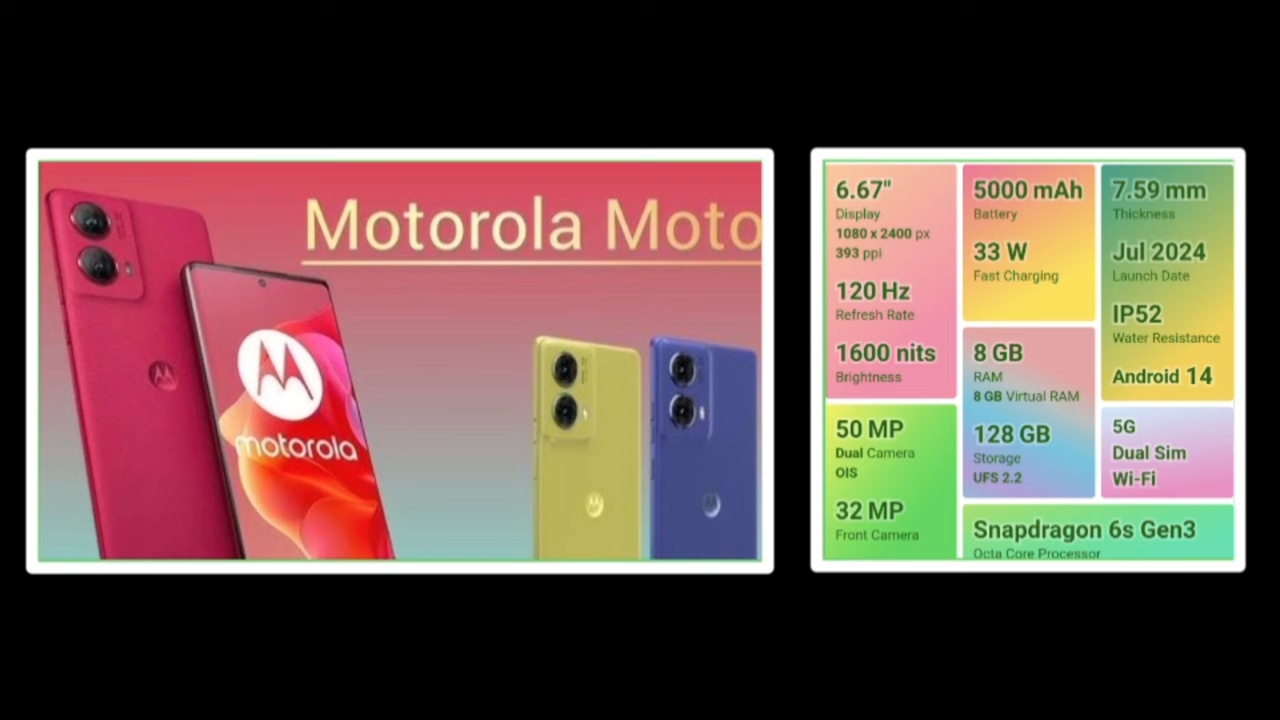 Motorola Moto
motorola
6.67"
Display
1080 x 2400 px
393 ppi
120 Hz
Refresh Rate
1600 nits
Brightness
50 MP
Dual Camera
OIS
32 MP
Front Camera
5000 mAh
Battery
33 W
Fast Charging
8 GB
RAM
8 GB Virtual RAM
128 GB
Storage
UFS 2.2
7.59 mm
Thickness
Jul 2024
Launch Date
IP52
Water Resistance
Android 14
5G
Dual Sim
Wi-Fi
Snapdragon 6s Gen3
Octa Core Processor